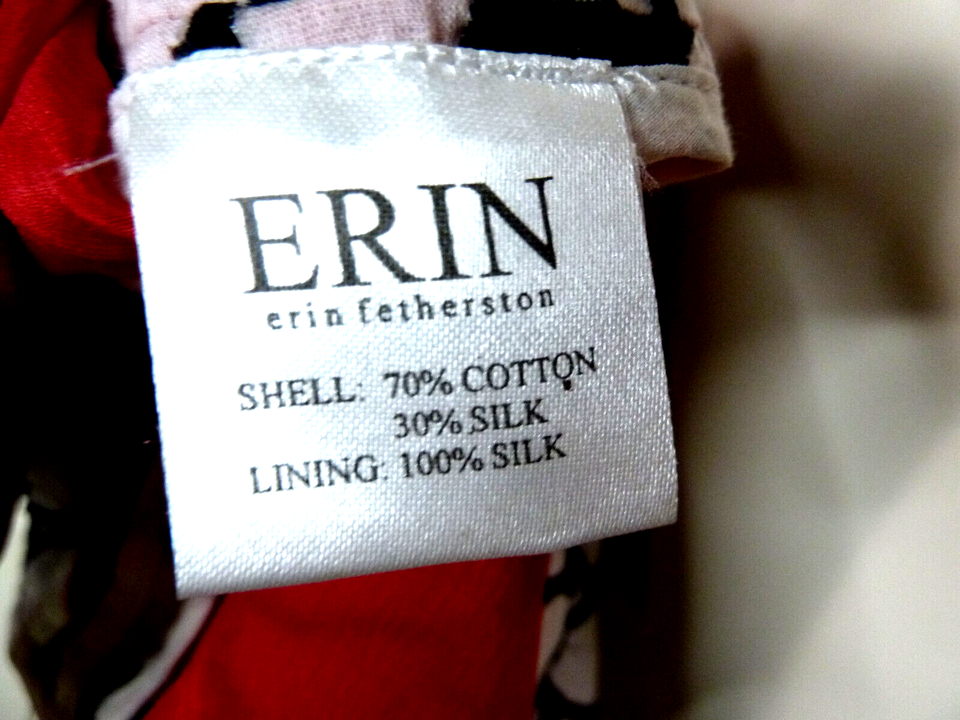 ERIN
erin fetherston
SHELL: 70% COTTON
30% SILK
LINING: 100% SILK